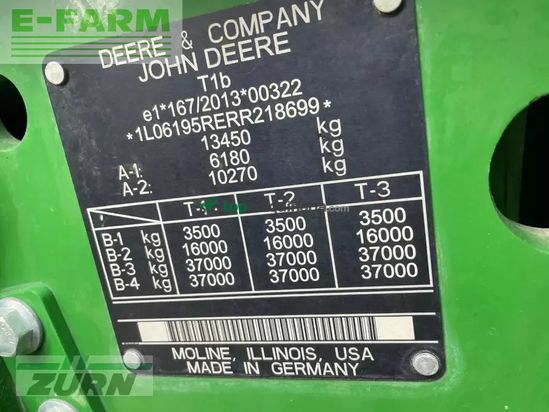 E-FARM
DEERE & COMPANY
JOHN DEERE
T1b
e1*167/2013*00322
*1L06195RERR218699*
13450 kg
A-1: 6180 kg
A-2: 10270 kg
T-1 T-2 T-3
B-1 kg 3500 3500 3500
B-2 kg 16000 16000 16000
B-3 kg 37000 37000 37000
B-4 kg 37000 37000 37000
MOLINE, ILLINOIS, USA
MADE IN GERMANY
ZÜRN